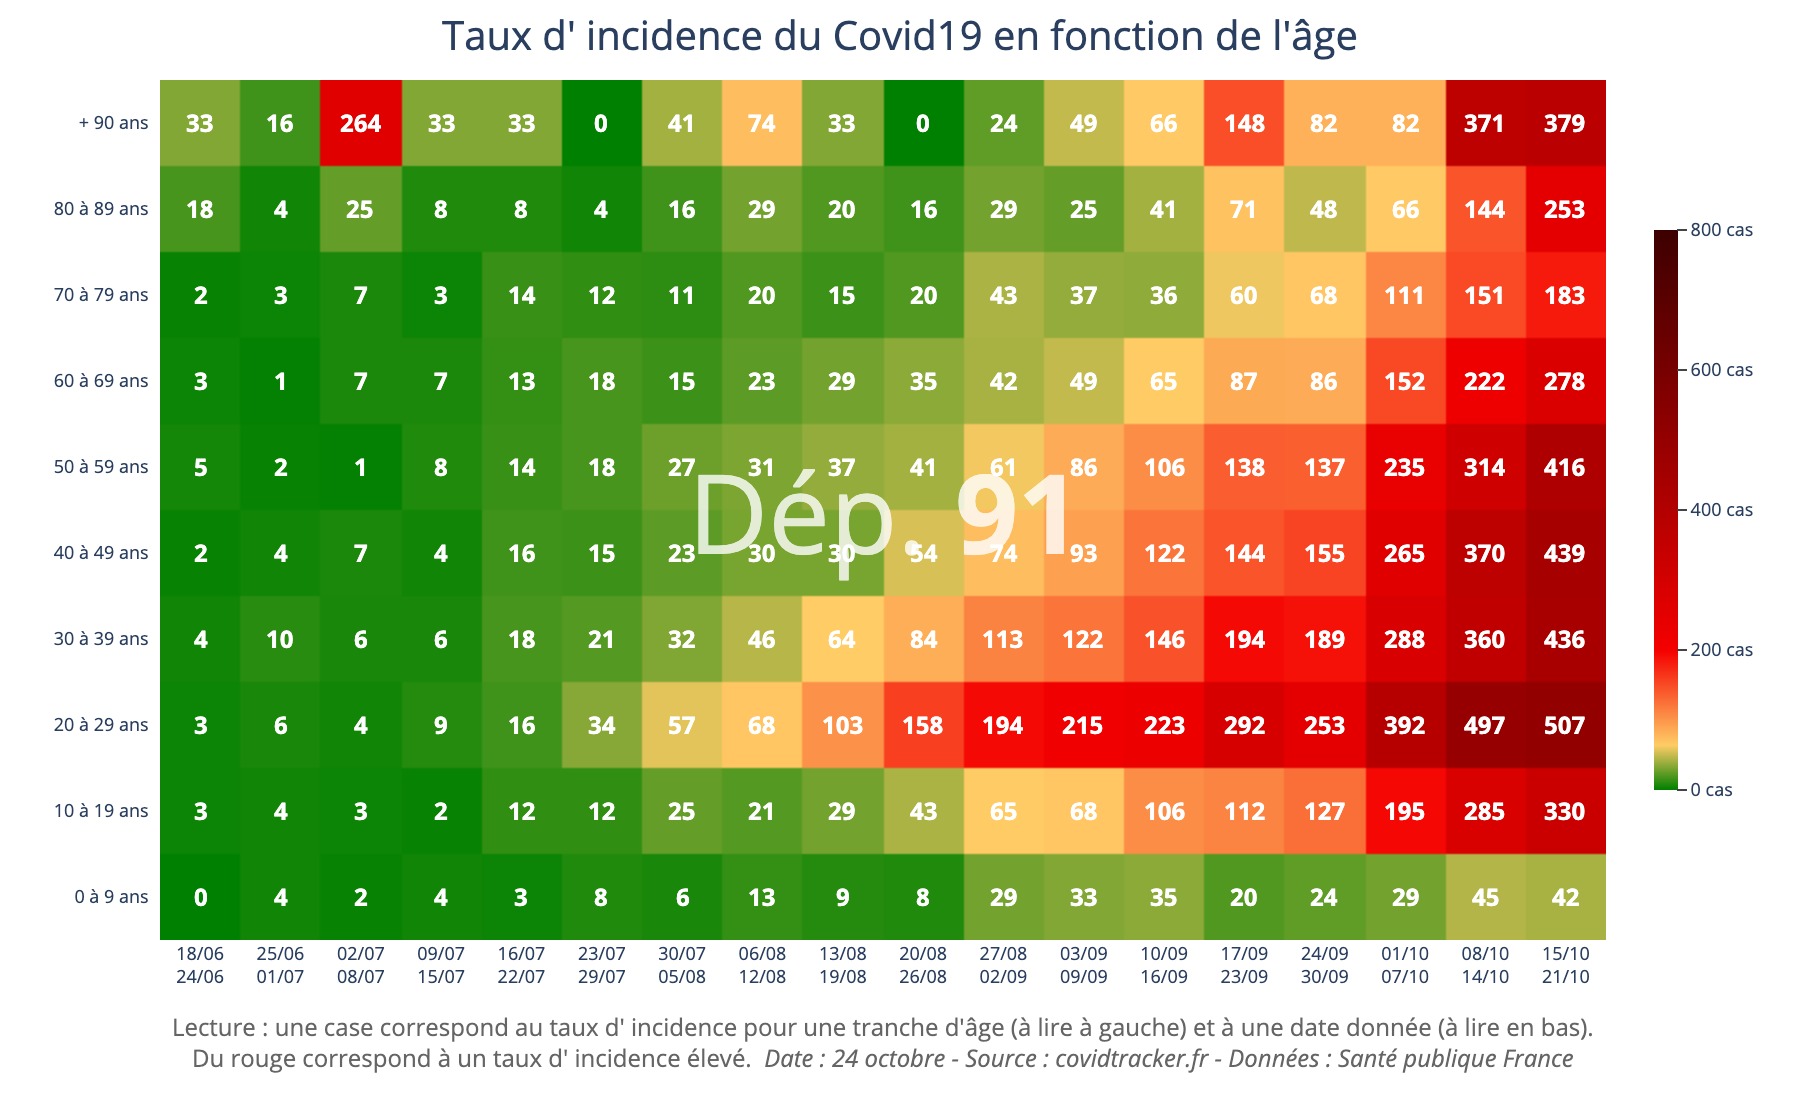 Taux d' incidence du Covid19 en fonction de l'âge
+ 90 ans 33 16 264 33 33 0 41 74 33 0 24 49 66 148 82 82 371 379
80 à 89 ans 18 4 25 8 8 4 16 29 20 16 29 25 41 71 48 66 144 253
70 à 79 ans 2 3 7 3 14 12 11 20 15 20 43 37 36 60 68 111 151 183
60 à 69 ans 3 1 7 7 13 18 15 23 29 35 42 49 65 87 86 152 222 278
50 à 59 ans 5 2 1 8 14 18 27 31 37 41 61 86 106 138 137 235 314 416
Dép. 91
40 à 49 ans 2 4 7 4 16 15 23 30 30 54 74 93 122 144 155 265 370 439
30 à 39 ans 4 10 6 6 18 21 32 46 64 84 113 122 146 194 189 288 360 436
20 à 29 ans 3 6 4 9 16 34 57 68 103 158 194 215 223 292 253 392 497 507
10 à 19 ans 3 4 3 2 12 12 25 21 29 43 65 68 106 112 127 195 285 330
0 à 9 ans 0 4 2 4 3 8 6 13 9 8 29 33 35 20 24 29 45 42
18/06 25/06 02/07 09/07 16/07 23/07 30/07 06/08 13/08 20/08 27/08 03/09 10/09 17/09 24/09 01/10 08/10 15/10
24/06 01/07 08/07 15/07 22/07 29/07 05/08 12/08 19/08 26/08 02/09 09/09 16/09 23/09 30/09 07/10 14/10 21/10
800 cas
600 cas
400 cas
200 cas
0 cas
Lecture : une case correspond au taux d' incidence pour une tranche d'âge (à lire à gauche) et à une date donnée (à lire en bas).
Du rouge correspond à un taux d' incidence élevé. Date : 24 octobre - Source : covidtracker.fr - Données : Santé publique France